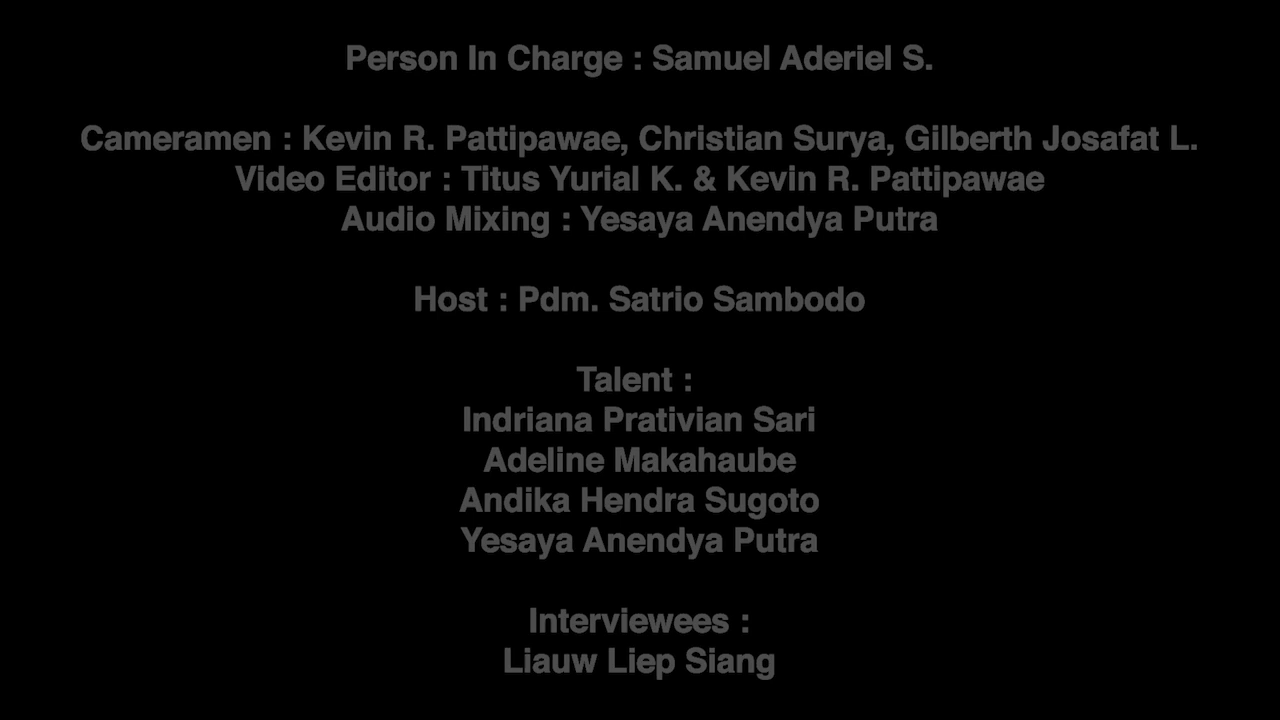 Person In Charge : Samuel Aderiel S.
Cameramen : Kevin R. Pattipawae, Christian Surya, Gilberth Josafat L.
Video Editor : Titus Yurial K. & Kevin R. Pattipawae
Audio Mixing : Yesaya Anendya Putra
Host : Pdm. Satrio Sambodo
Talent :
Indriana Prativian Sari
Adeline Makahaube
Andika Hendra Sugoto
Yesaya Anendya Putra
Interviewees :
Liauw Liep Siang